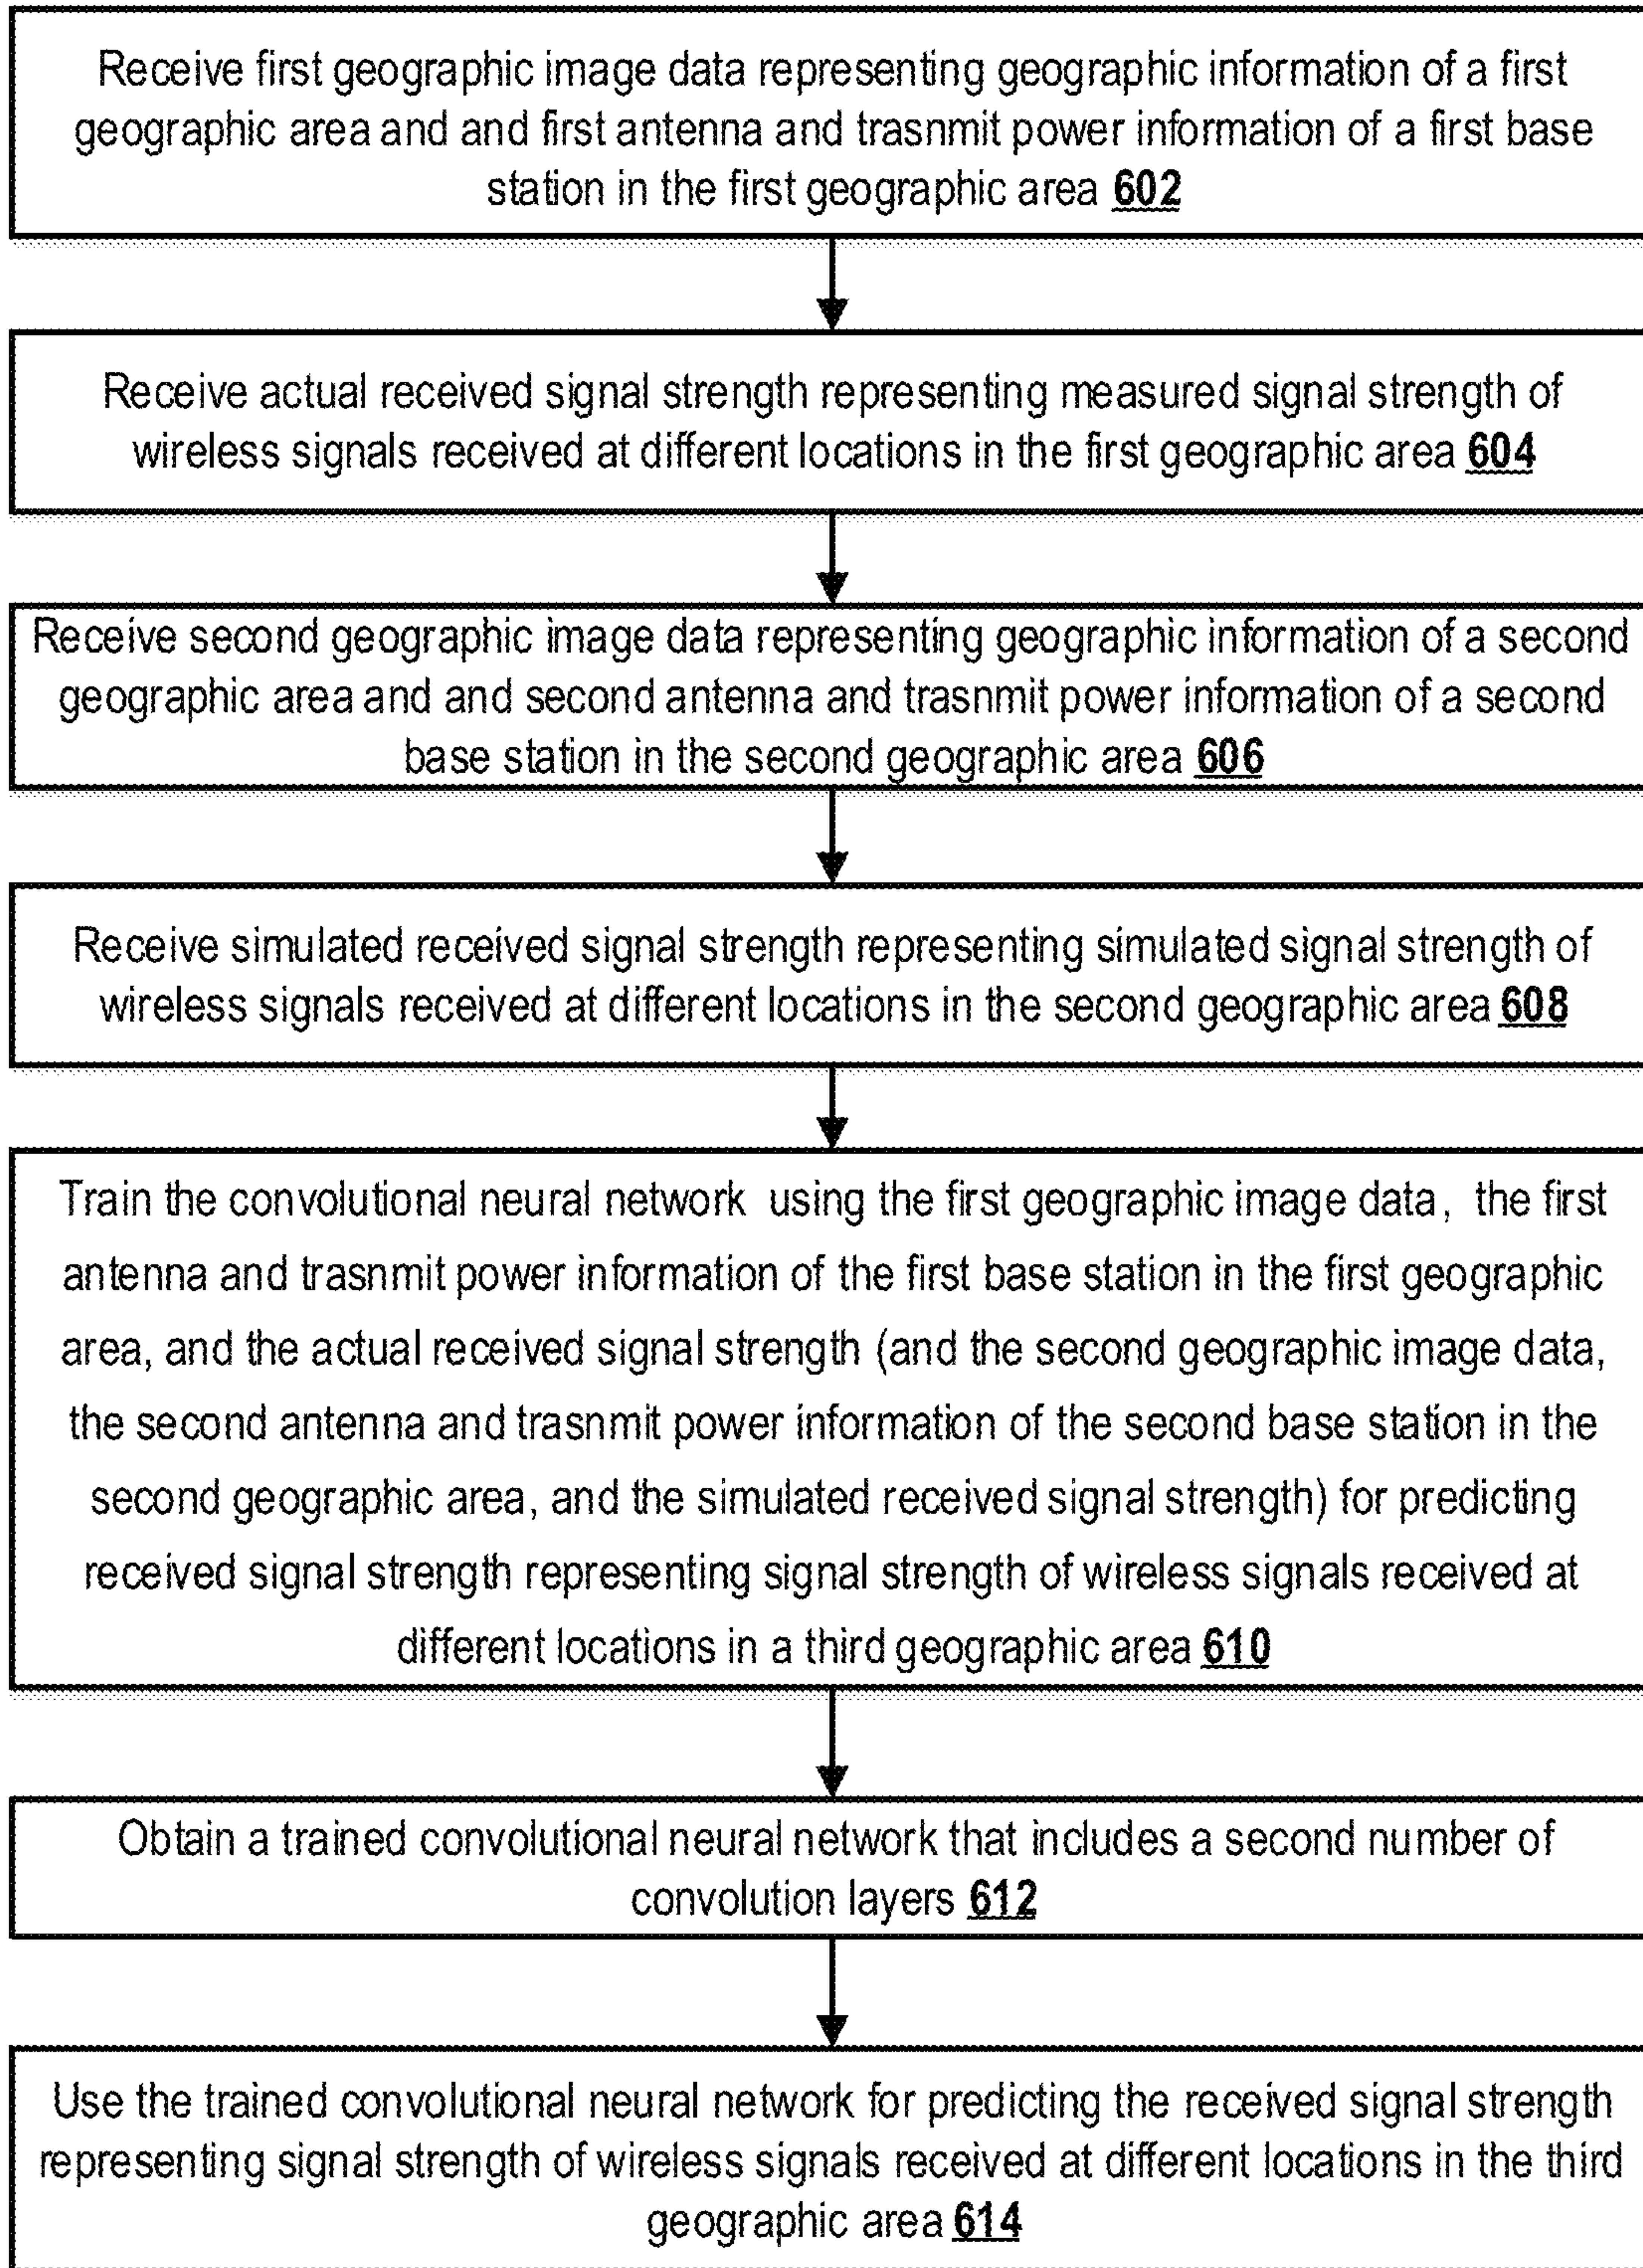 Receive first geographic image data representing geographic information of a first
geographic area and and first antenna and trasnmit power information of a first base
station in the first geographic area 602
Receive actual received signal strength representing measured signal strength of
wireless signals received at different locations in the first geographic area 604
Receive second geographic image data representing geographic information of a second
geographic area and and second antenna and trasnmit power information of a second
base station in the second geographic area 606
Receive simulated received signal strength representing simulated signal strength of
wireless signals received at different locations in the second geographic area 608
Train the convolutional neural network using the first geographic image data, the first
antenna and trasnmit power information of the first base station in the first geographic
area, and the actual received signal strength (and the second geographic image data,
the second antenna and trasnmit power information of the second base station in the
second geographic area, and the simulated received signal strength) for predicting
received signal strength representing signal strength of wireless signals received at
different locations in a third geographic area 610
Obtain a trained convolutional neural network that includes a second number of
convolution layers 612
Use the trained convolutional neural network for predicting the received signal strength
representing signal strength of wireless signals received at different locations in the third
geographic area 614